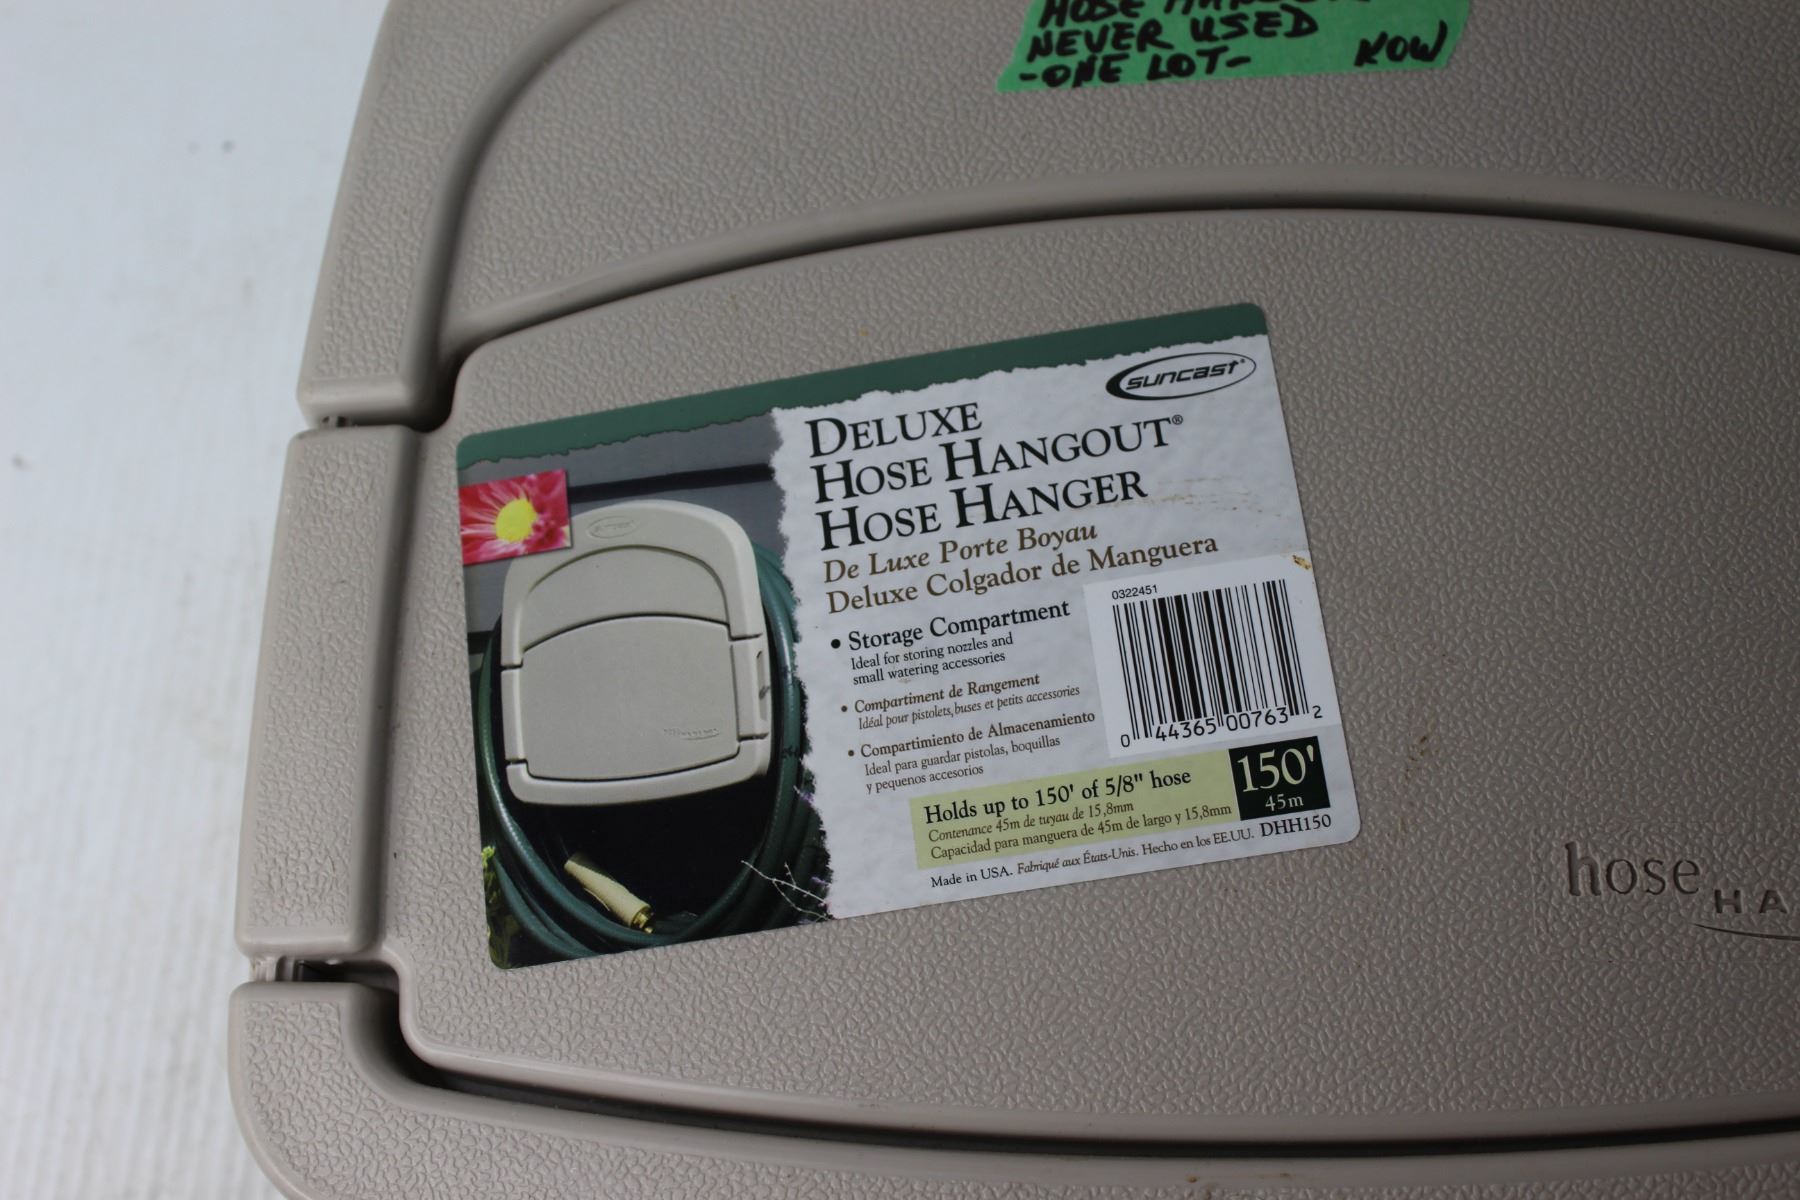 HOSE
NEVER USED
-ONE LOT- KOW
suncast®
DELUXE
HOSE HANGOUT®
HOSE HANGER
De Luxe Porte Boyau
Deluxe Colgador de Manguera
• Storage Compartment
Ideal for storing nozzles and
small watering accessories
• Compartiment de Rangement
Idéal pour pistolets, buses et petits accessories
• Compartimiento de Almacenamiento
Ideal para guardar pistolas, boquillas
y pequenos accesorios
0322451
0 44365 00763 2
Holds up to 150' of 5/8" hose
Contenance 45m de tuyau de 15,8mm
Capacidad para manguera de 45m de largo y 15,8mm
150'
45m
Made in USA. Fabriqué aux États-Unis. Hecho en los EE.UU. DHH150
hose HA